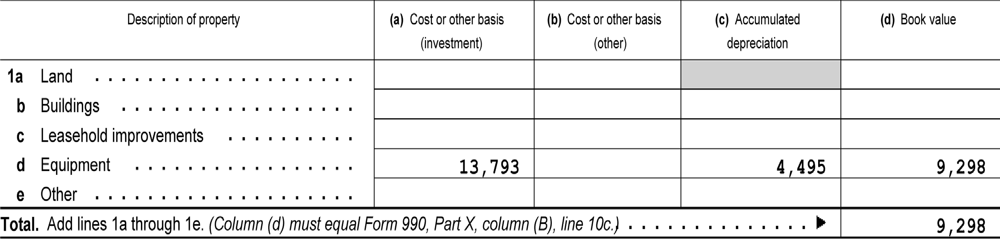 Description of property (a) Cost or other basis (b) Cost or other basis (c) Accumulated (d) Book value
(investment) (other) depreciation
1a Land . . . . . . . . . . . . . . . . . . . .
b Buildings . . . . . . . . . . . . . . . . . .
c Leasehold improvements . . . . . . . . . .
d Equipment . . . . . . . . . . . . . . . . . 13,793 4,495 9,298
e Other . . . . . . . . . . . . . . . . . . . .
Total. Add lines 1a through 1e. (Column (d) must equal Form 990, Part X, column (B), line 10c.) . . . . . . . . . . . . . . ▶ 9,298